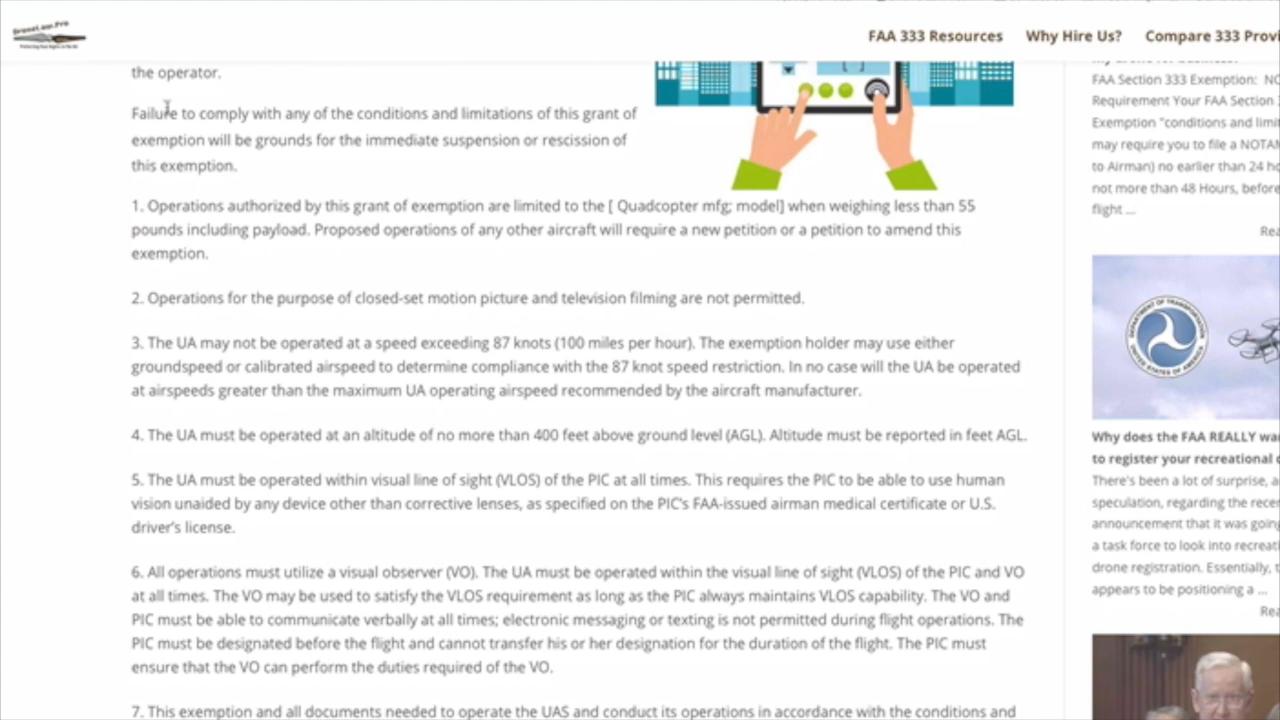 DroneLaw.Pro
FAA 333 Resources
Why Hire Us?
Compare 333 Provi
the operator.
Failure to comply with any of the conditions and limitations of this grant of
exemption will be grounds for the immediate suspension or rescission of
this exemption.
1. Operations authorized by this grant of exemption are limited to the [ Quadcopter mfg; model] when weighing less than 55
pounds including payload. Proposed operations of any other aircraft will require a new petition or a petition to amend this
exemption.
2. Operations for the purpose of closed-set motion picture and television filming are not permitted.
3. The UA may not be operated at a speed exceeding 87 knots (100 miles per hour). The exemption holder may use either
groundspeed or calibrated airspeed to determine compliance with the 87 knot speed restriction. In no case will the UA be operated
at airspeeds greater than the maximum UA operating airspeed recommended by the aircraft manufacturer.
4. The UA must be operated at an altitude of no more than 400 feet above ground level (AGL). Altitude must be reported in feet AGL.
5. The UA must be operated within visual line of sight (VLOS) of the PIC at all times. This requires the PIC to be able to use human
vision unaided by any device other than corrective lenses, as specified on the PIC's FAA-issued airman medical certificate or U.S.
driver's license.
6. All operations must utilize a visual observer (VO). The UA must be operated within the visual line of sight (VLOS) of the PIC and VO
at all times. The VO may be used to satisfy the VLOS requirement as long as the PIC always maintains VLOS capability. The VO and
PIC must be able to communicate verbally at all times; electronic messaging or texting is not permitted during flight operations. The
PIC must be designated before the flight and cannot transfer his or her designation for the duration of the flight. The PIC must
ensure that the VO can perform the duties required of the VO.
7. This exemption and all documents needed to operate the UAS and conduct its operations in accordance with the conditions and
my drone for business?
FAA Section 333 Exemption: NO
Requirement Your FAA Section
Exemption "conditions and limit
may require you to file a NOTAM
to Airman) no earlier than 24 ho
not more than 48 Hours, before
flight ...
Rea
DEPARTMENT OF TRANSPORTATION
UNITED STATES OF AMERICA
Why does the FAA REALLY wa
to register your recreational d
There's been a lot of surprise, a
speculation, regarding the rece
announcement that it was going
a task force to look into recreati
drone registration. Essentially, t
appears to be positioning a ...
Rea